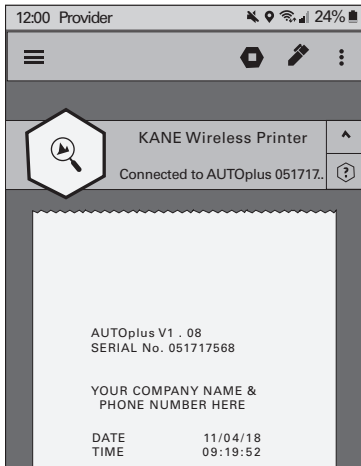 12:00 Provider 24%
KANE Wireless Printer
Connected to AUTOplus 051717..
?
AUTOplus V1 . 08
SERIAL No. 051717568
YOUR COMPANY NAME &
PHONE NUMBER HERE
DATE 11/04/18
TIME 09:19:52